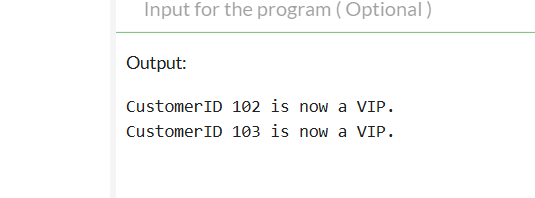 Input for the program ( Optional )
Output:
CustomerID 102 is now a VIP.
CustomerID 103 is now a VIP.